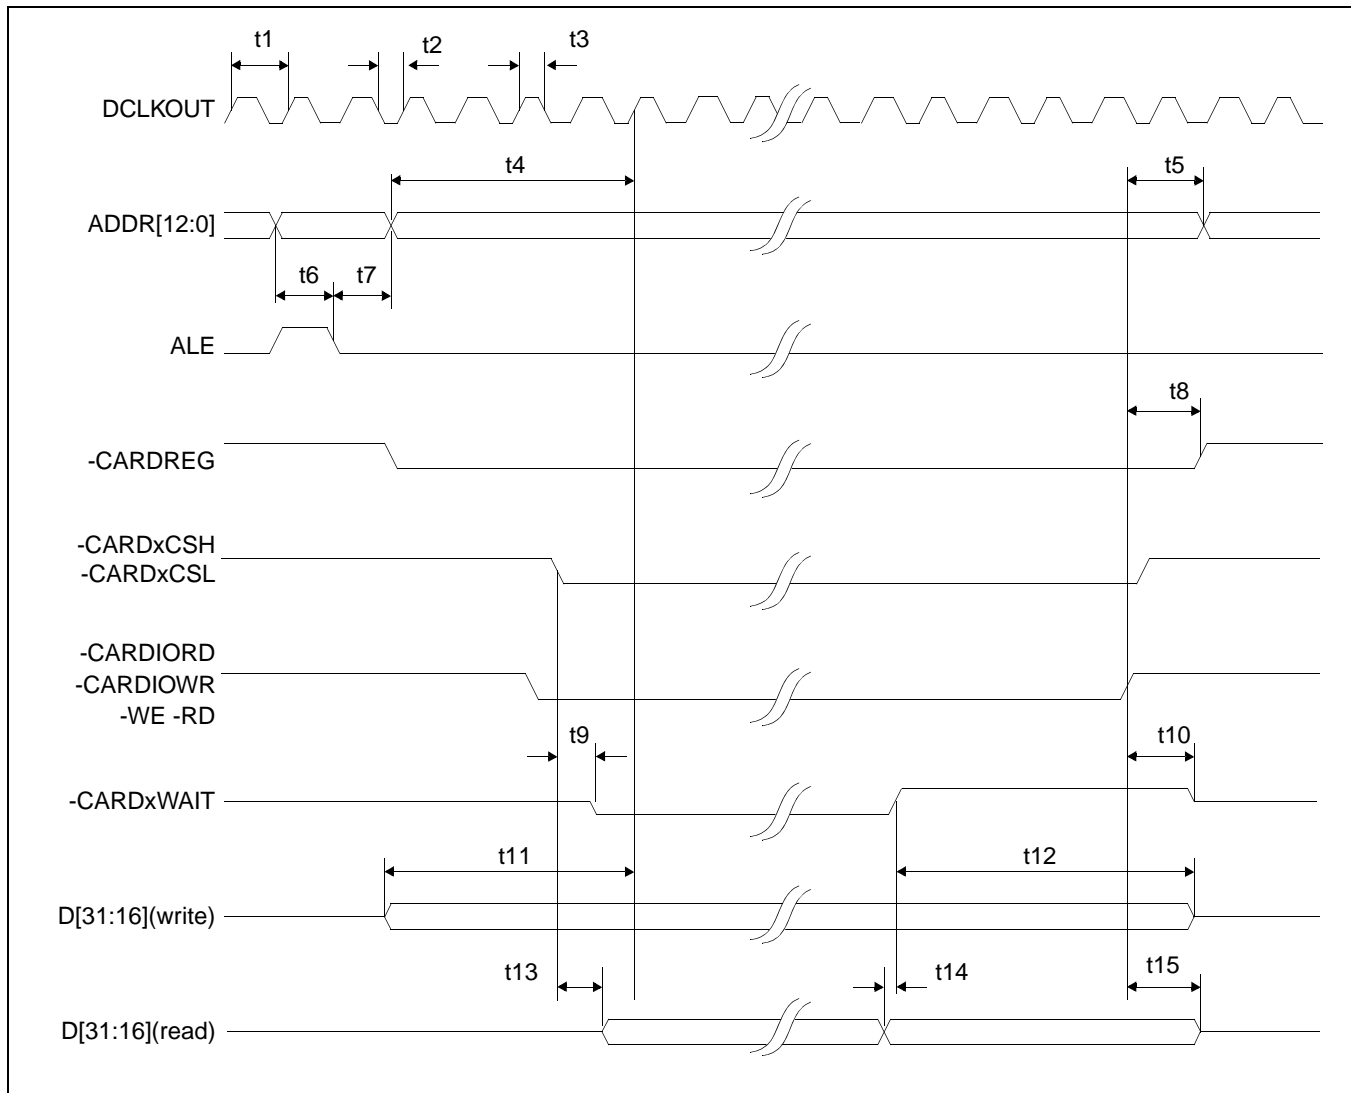 t1
t2
t3
DCLKOUT
t4
t5
ADDR[12:0]
t6
t7
ALE
t8
-CARDREG
-CARDxCSH
-CARDxCSL
-CARDIORD
-CARDIOWR
-WE -RD
t9
t10
-CARDxWAIT
t11
t12
D[31:16](write)
t13
t14
t15
D[31:16](read)